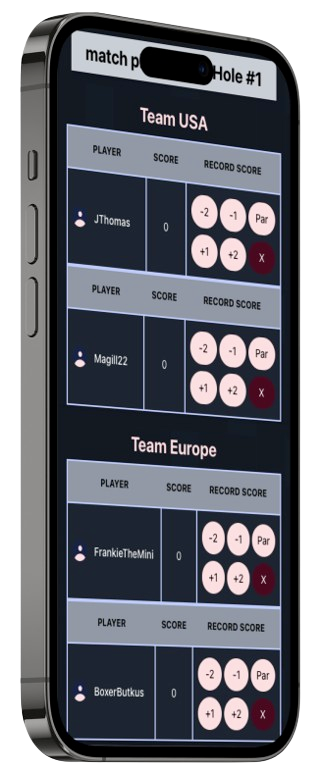 match p Hole #1
Team USA
PLAYER SCORE RECORD SCORE
JThomas 0 -2 -1 Par
+1 +2 X
PLAYER SCORE RECORD SCORE
Magill22 0 -2 -1 Par
+1 +2 X
Team Europe
PLAYER SCORE RECORD SCORE
FrankieTheMini 0 -2 -1 Par
+1 +2 X
PLAYER SCORE RECORD SCORE
BoxerButkus 0 -2 -1 Par
+1 +2 X